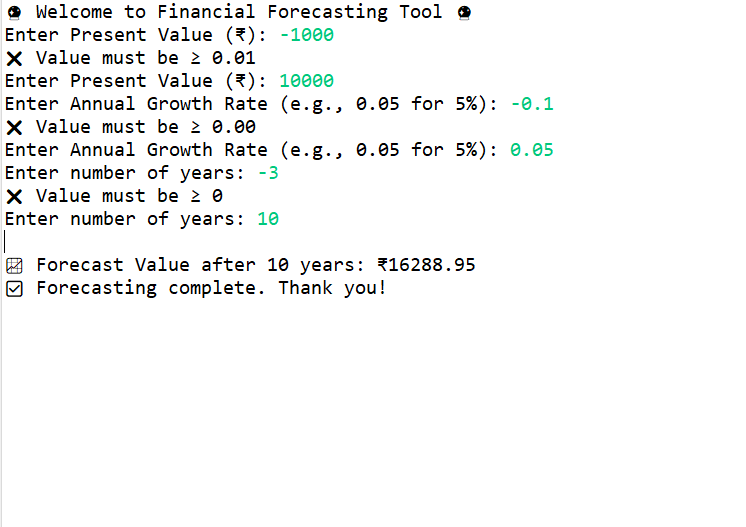 🔮 Welcome to Financial Forecasting Tool 🔮
Enter Present Value (₹): -1000
❌ Value must be ≥ 0.01
Enter Present Value (₹): 10000
Enter Annual Growth Rate (e.g., 0.05 for 5%): -0.1
❌ Value must be ≥ 0.00
Enter Annual Growth Rate (e.g., 0.05 for 5%): 0.05
Enter number of years: -3
❌ Value must be ≥ 0
Enter number of years: 10
📈 Forecast Value after 10 years: ₹16288.95
☑ Forecasting complete. Thank you!